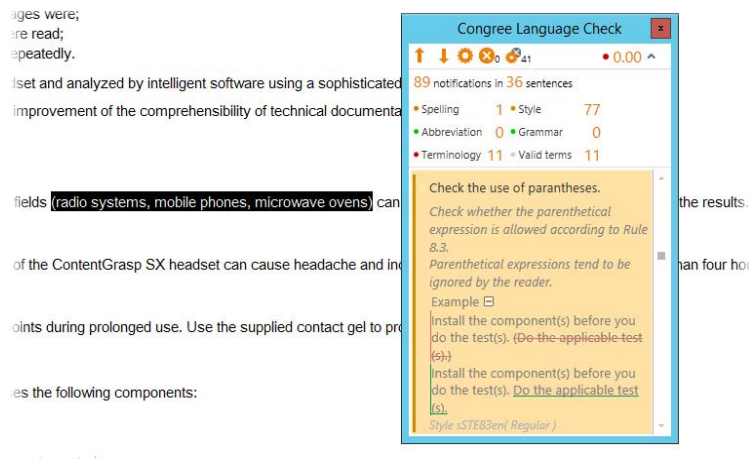 ages were;
ere read;
epeatedly.
dset and analyzed by intelligent software using a sophisticated
improvement of the comprehensibility of technical documenta
fields (radio systems, mobile phones, microwave ovens) can
the results.
of the ContentGrasp SX headset can cause headache and inc
han four hou
oints during prolonged use. Use the supplied contact gel to pro
es the following components:
Congree Language Check
x
0 41 0.00
89 notifications in 36 sentences
Spelling 1 Style 77
Abbreviation 0 Grammar 0
Terminology 11 Valid terms 11
Check the use of parantheses.
Check whether the parenthetical
expression is allowed according to Rule
8.3.
Parenthetical expressions tend to be
ignored by the reader.
Example
Install the component(s) before you
do the test(s). (Do the applicable test
(s).)
Install the component(s) before you
do the test(s). Do the applicable test
(s).
Style sSTE83en( Regular )